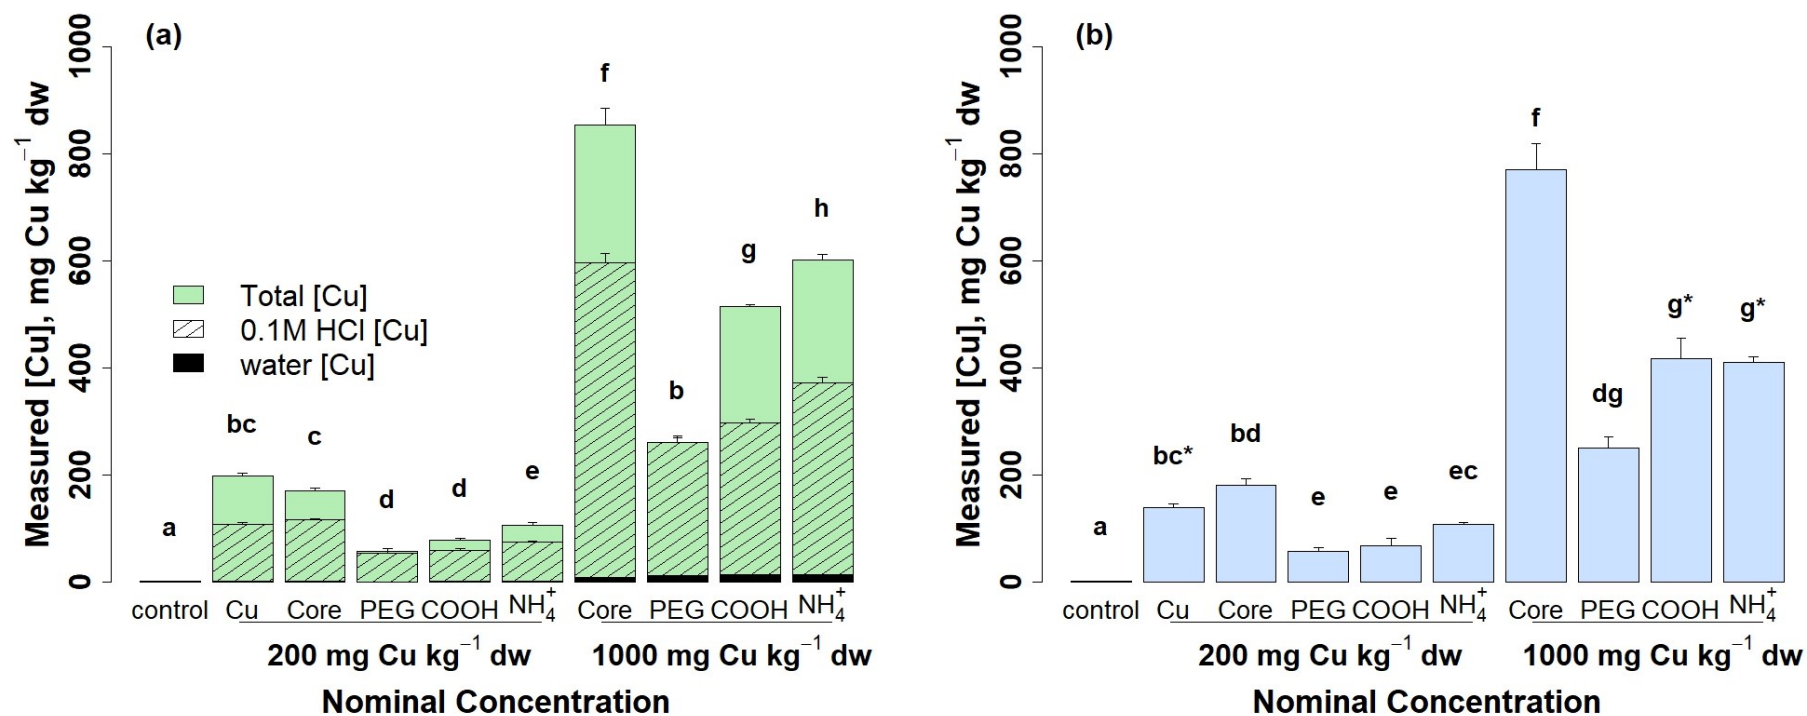 (a)
Measured [Cu], mg Cu kg⁻¹ dw
0 200 400 600 800 1000
Total [Cu]
0.1M HCl [Cu]
water [Cu]
a bc c d d e f b g h
control Cu Core PEG COOH NH₄⁺ Core PEG COOH NH₄⁺
200 mg Cu kg⁻¹ dw 1000 mg Cu kg⁻¹ dw
Nominal Concentration
(b)
Measured [Cu], mg Cu kg⁻¹ dw
0 200 400 600 800 1000
a bc* bd e e ec f dg g* g*
control Cu Core PEG COOH NH₄⁺ Core PEG COOH NH₄⁺
200 mg Cu kg⁻¹ dw 1000 mg Cu kg⁻¹ dw
Nominal Concentration